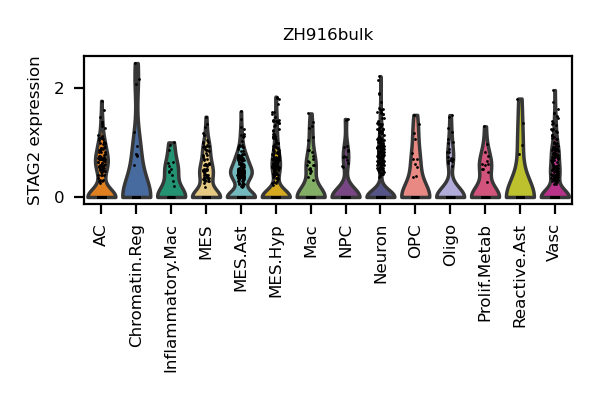 ZH916bulk
STAG2 expression
2
0
AC
Chromatin.Reg
Inflammatory.Mac
MES
MES.Ast
MES.Hyp
Mac
NPC
Neuron
OPC
Oligo
Prolif.Metab
Reactive.Ast
Vasc